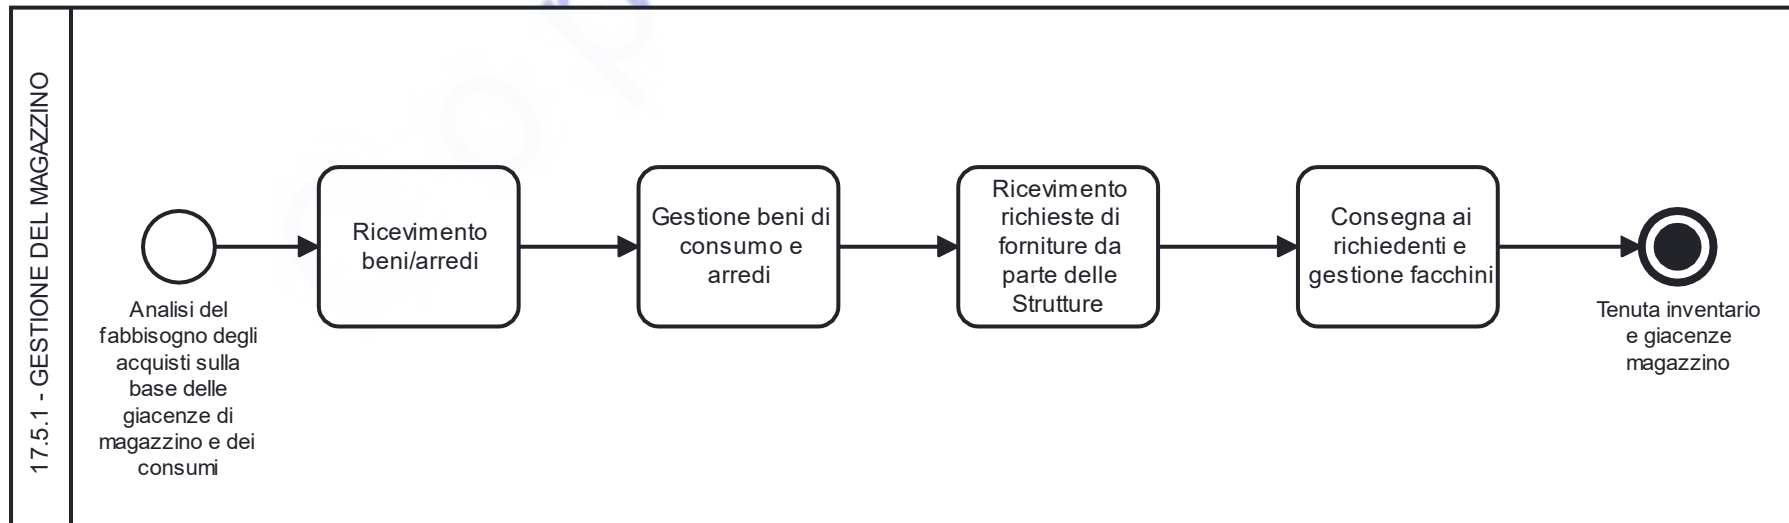 17.5.1 - GESTIONE DEL MAGAZZINO
Analisi del
fabbisogno degli
acquisti sulla
base delle
giacenze di
magazzino e dei
consumi
Ricevimento
beni/arredi
Gestione beni di
consumo e
arredi
Ricevimento
richieste di
forniture da
parte delle
Strutture
Consegna ai
richiedenti e
gestione facchini
Tenuta inventario
e giacenze
magazzino